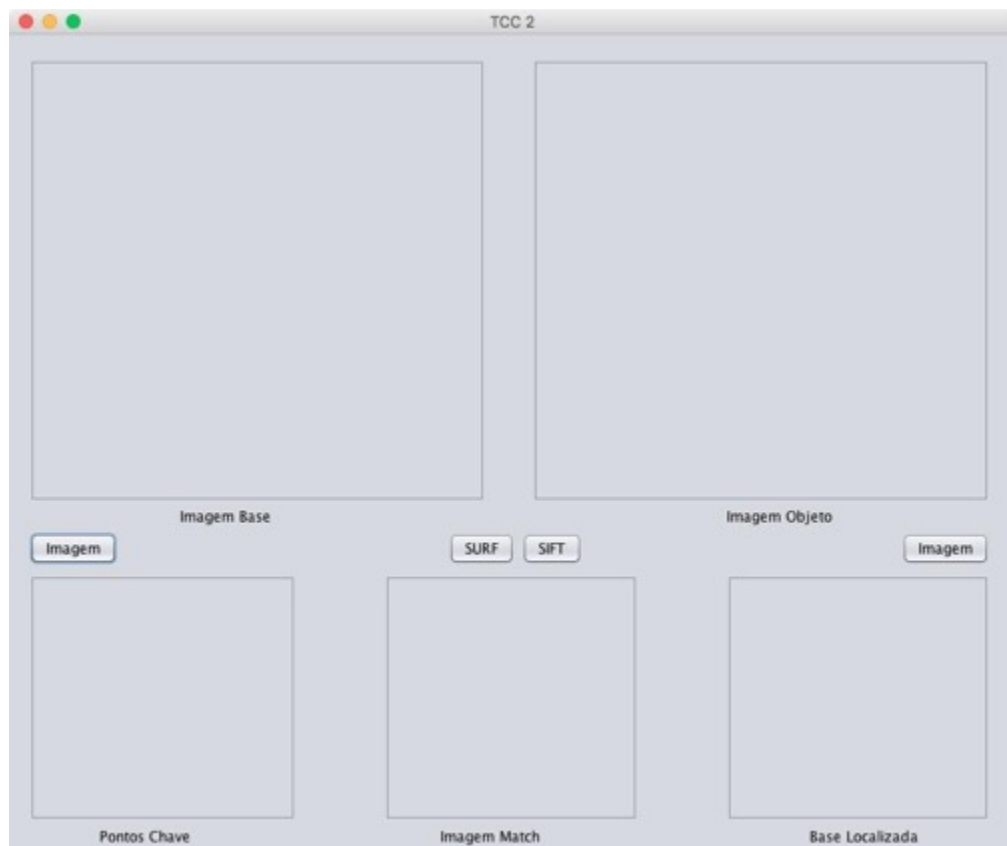 TCC 2
Imagem Base
Imagem Objeto
Imagem
SURF
SIFT
Imagem
Pontos Chave
Imagem Match
Base Localizada